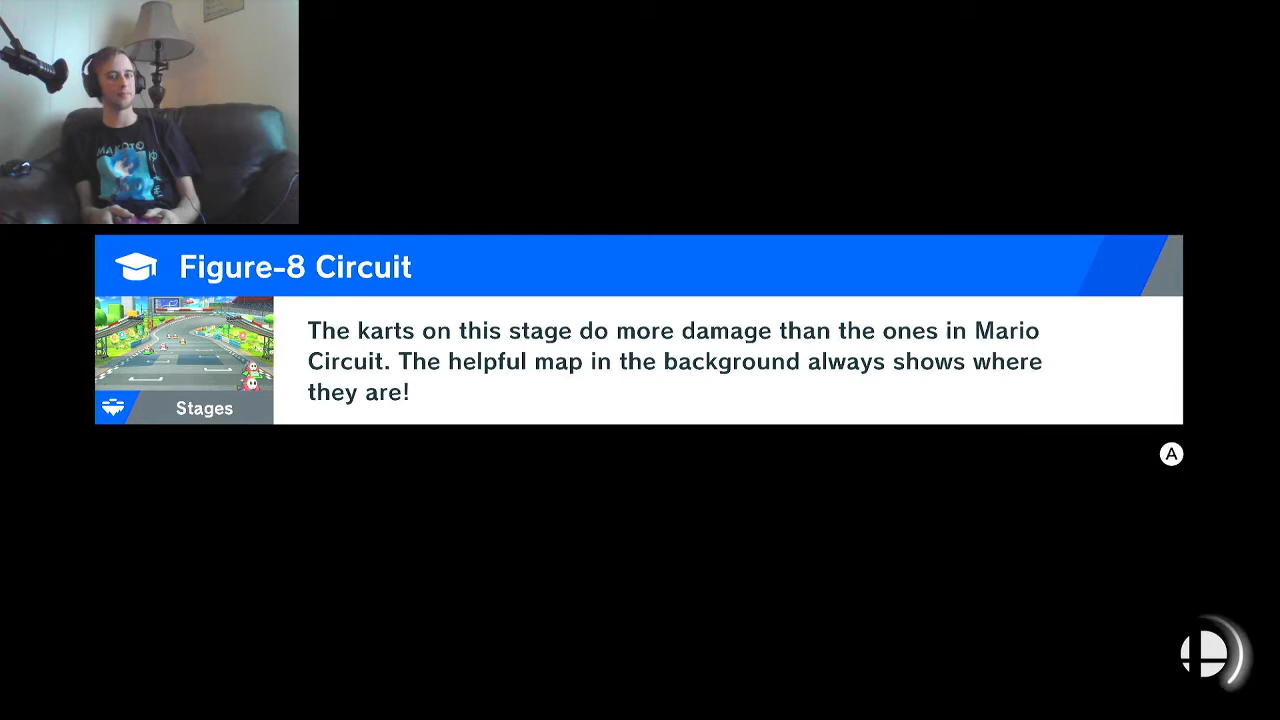 MAKOTO
Figure-8 Circuit
The karts on this stage do more damage than the ones in Mario
Circuit. The helpful map in the background always shows where
they are!
Stages
A